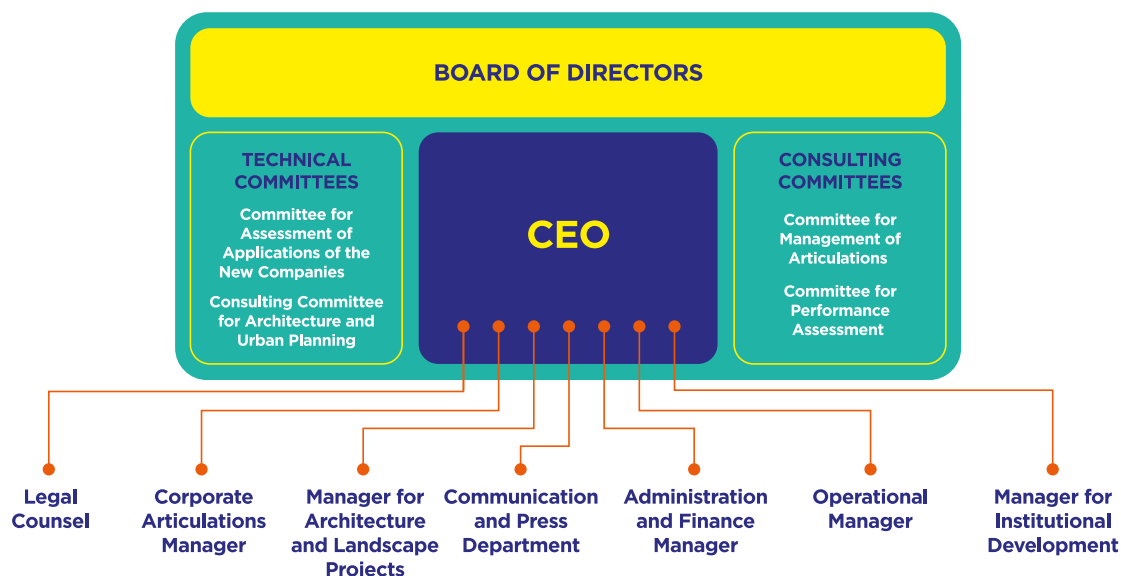 BOARD OF DIRECTORS
TECHNICAL
COMMITTEES
Committee for
Assessment of
Applications of the
New Companies
Consulting Committee
for Architecture and
Urban Planning
CEO
CONSULTING
COMMITTEES
Committee for
Management of
Articulations
Committee for
Performance
Assessment
Legal
Counsel
Corporate
Articulations
Manager
Manager for
Architecture
and Landscape
Projects
Communication
and Press
Department
Administration
and Finance
Manager
Operational
Manager
Manager for
Institutional
Development